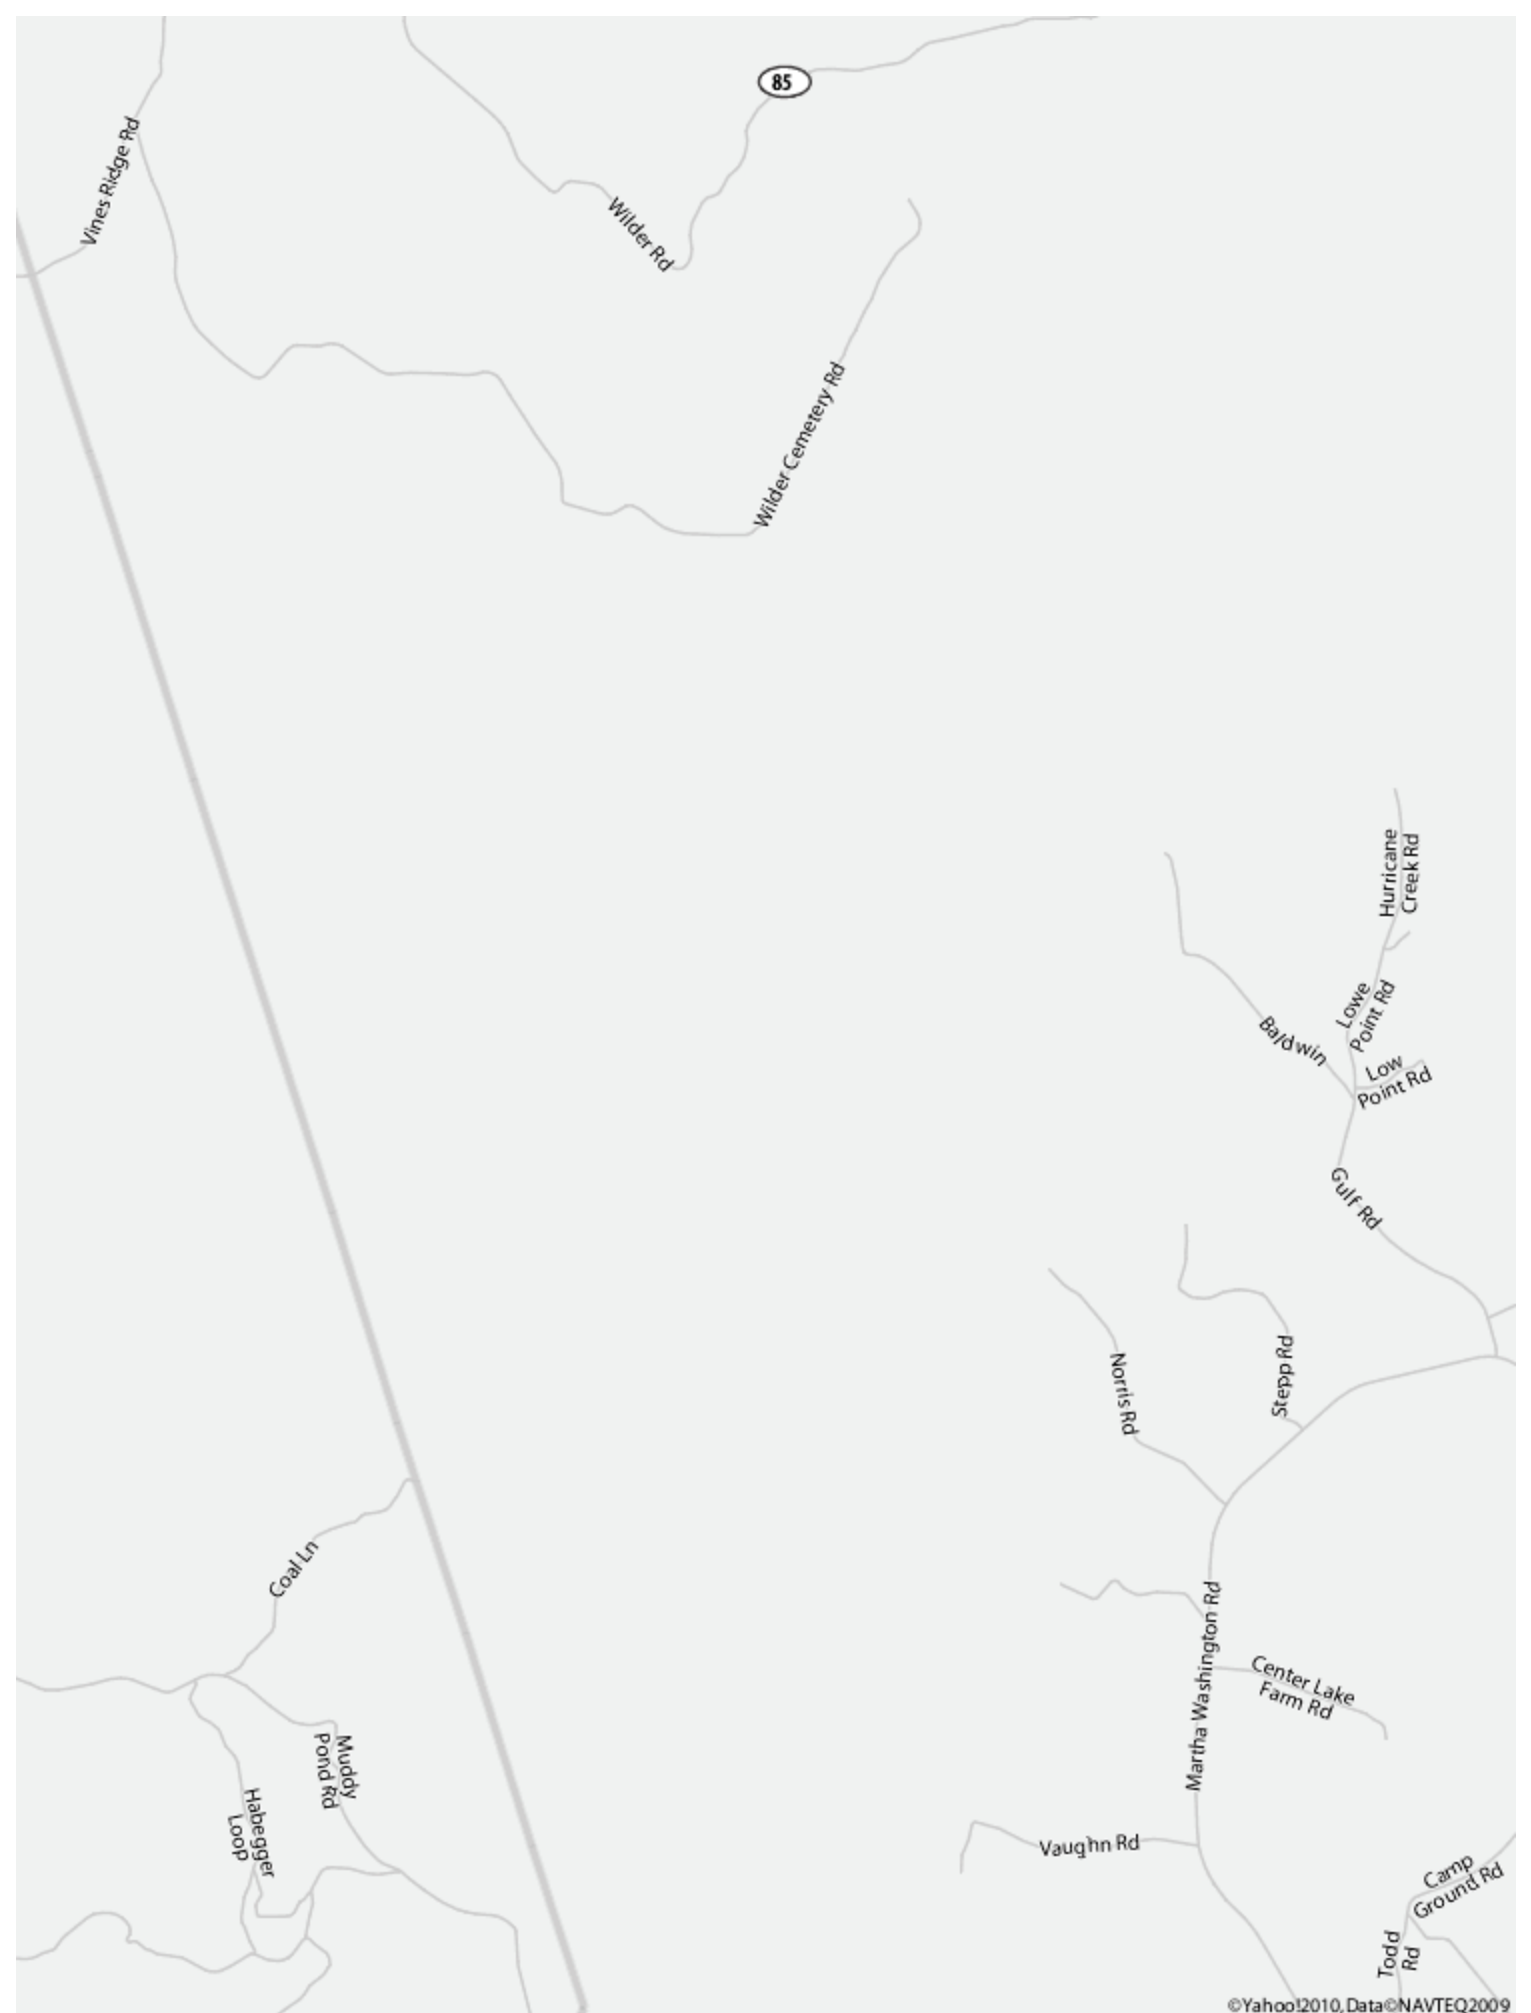 85
Vines Ridge Rd
Wilder Rd
Wilder Cemetery Rd
Hurricane
Creek Rd
Lowe
Point Rd
Baldwin
Low
Point Rd
Gulf Rd
Norris Rd
Stepp Rd
Coal Ln
Martha Washington Rd
Center Lake
Farm Rd
Muddy
Pond Rd
Habegger
Loop
Vaughn Rd
Camp
Ground Rd
Todd
Rd
©Yahoo!2010, Data©NAVTEQ2009